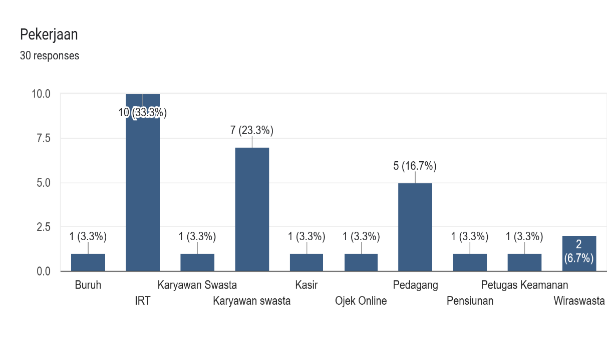 Pekerjaan
30 responses
10.0
7.5
5.0
2.5
0.0
1 (3.3%)
10 (33.3%)
1 (3.3%)
7 (23.3%)
1 (3.3%)
1 (3.3%)
5 (16.7%)
1 (3.3%)
1 (3.3%)
2
(6.7%)
Buruh
IRT
Karyawan Swasta
Karyawan swasta
Kasir
Ojek Online
Pedagang
Pensiunan
Petugas Keamanan
Wiraswasta